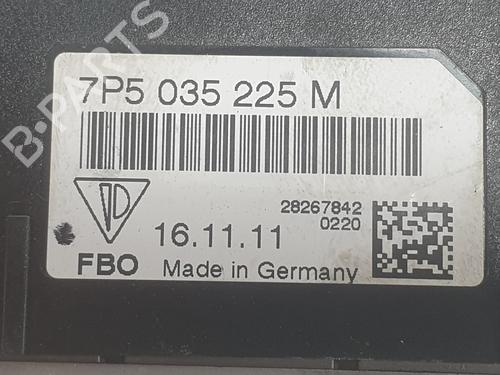 7P5 035 225 M
28267842
0220
16.11.11
FBO Made in Germany
B-PARTS